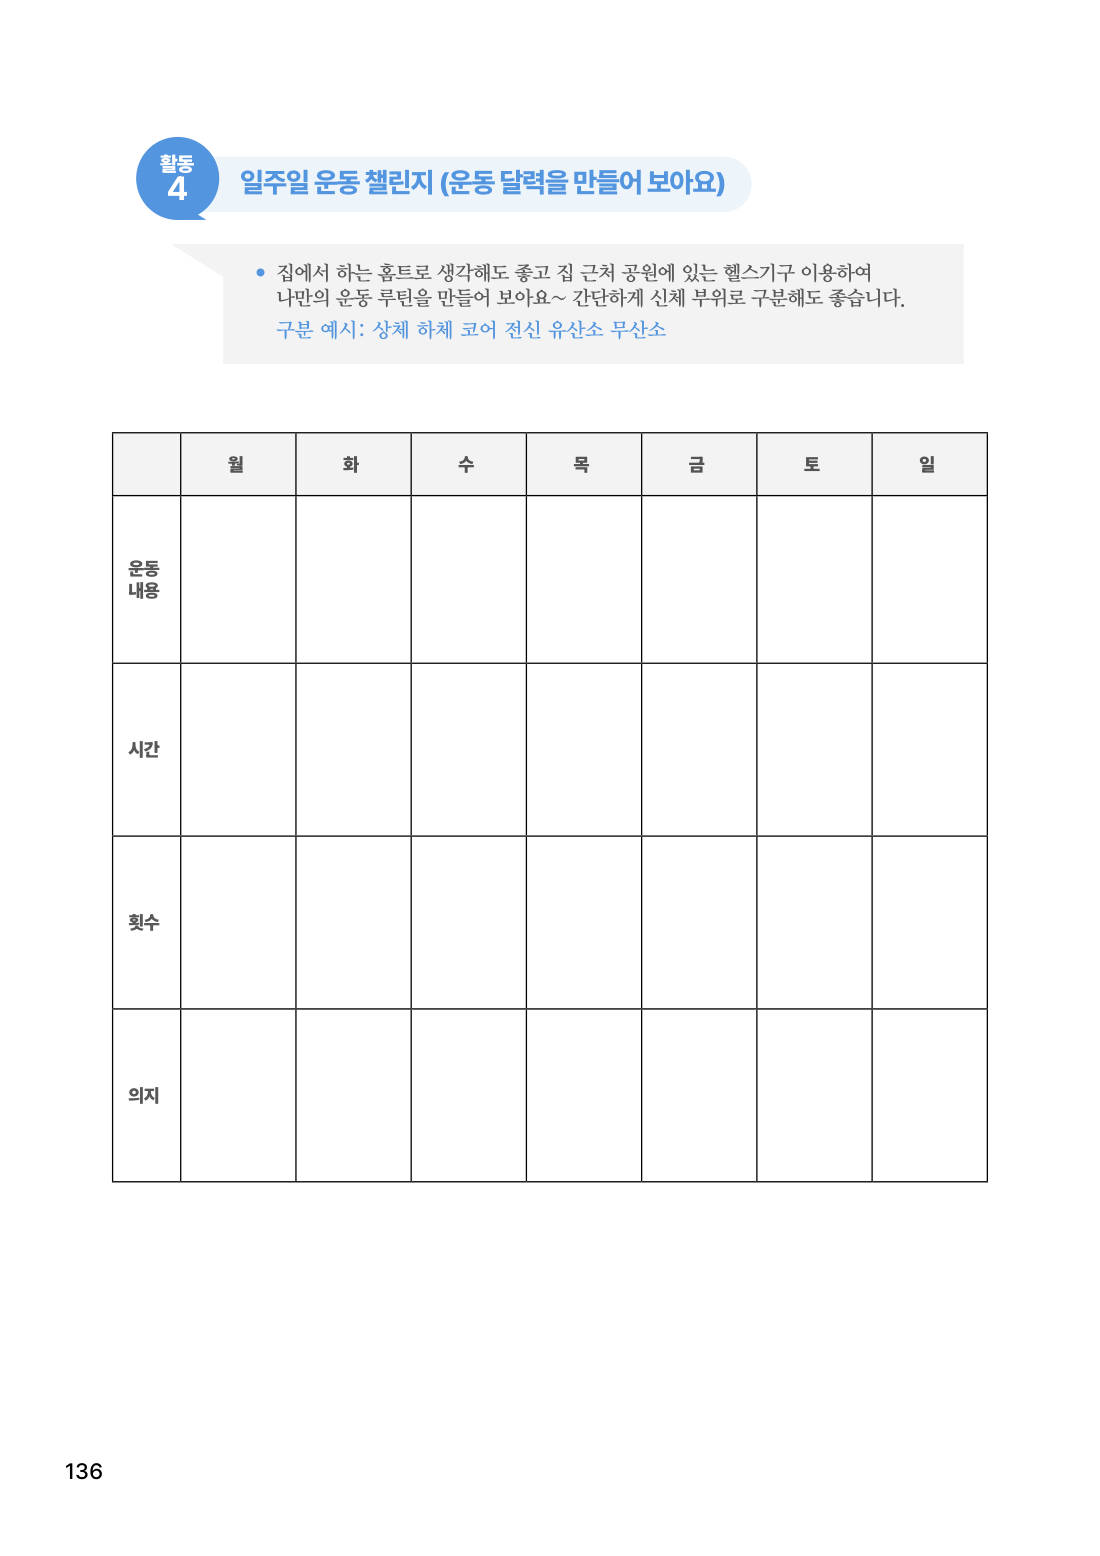 활동
4
일주일 운동 챌린지 (운동 달력을 만들어 보아요)
• 집에서 하는 홈트로 생각해도 좋고 집 근처 공원에 있는 헬스기구 이용하여
나만의 운동 루틴을 만들어 보아요~ 간단하게 신체 부위로 구분해도 좋습니다.
구분 예시: 상체 하체 코어 전신 유산소 무산소
월 화 수 목 금 토 일
운동
내용
시간
횟수
의지
136